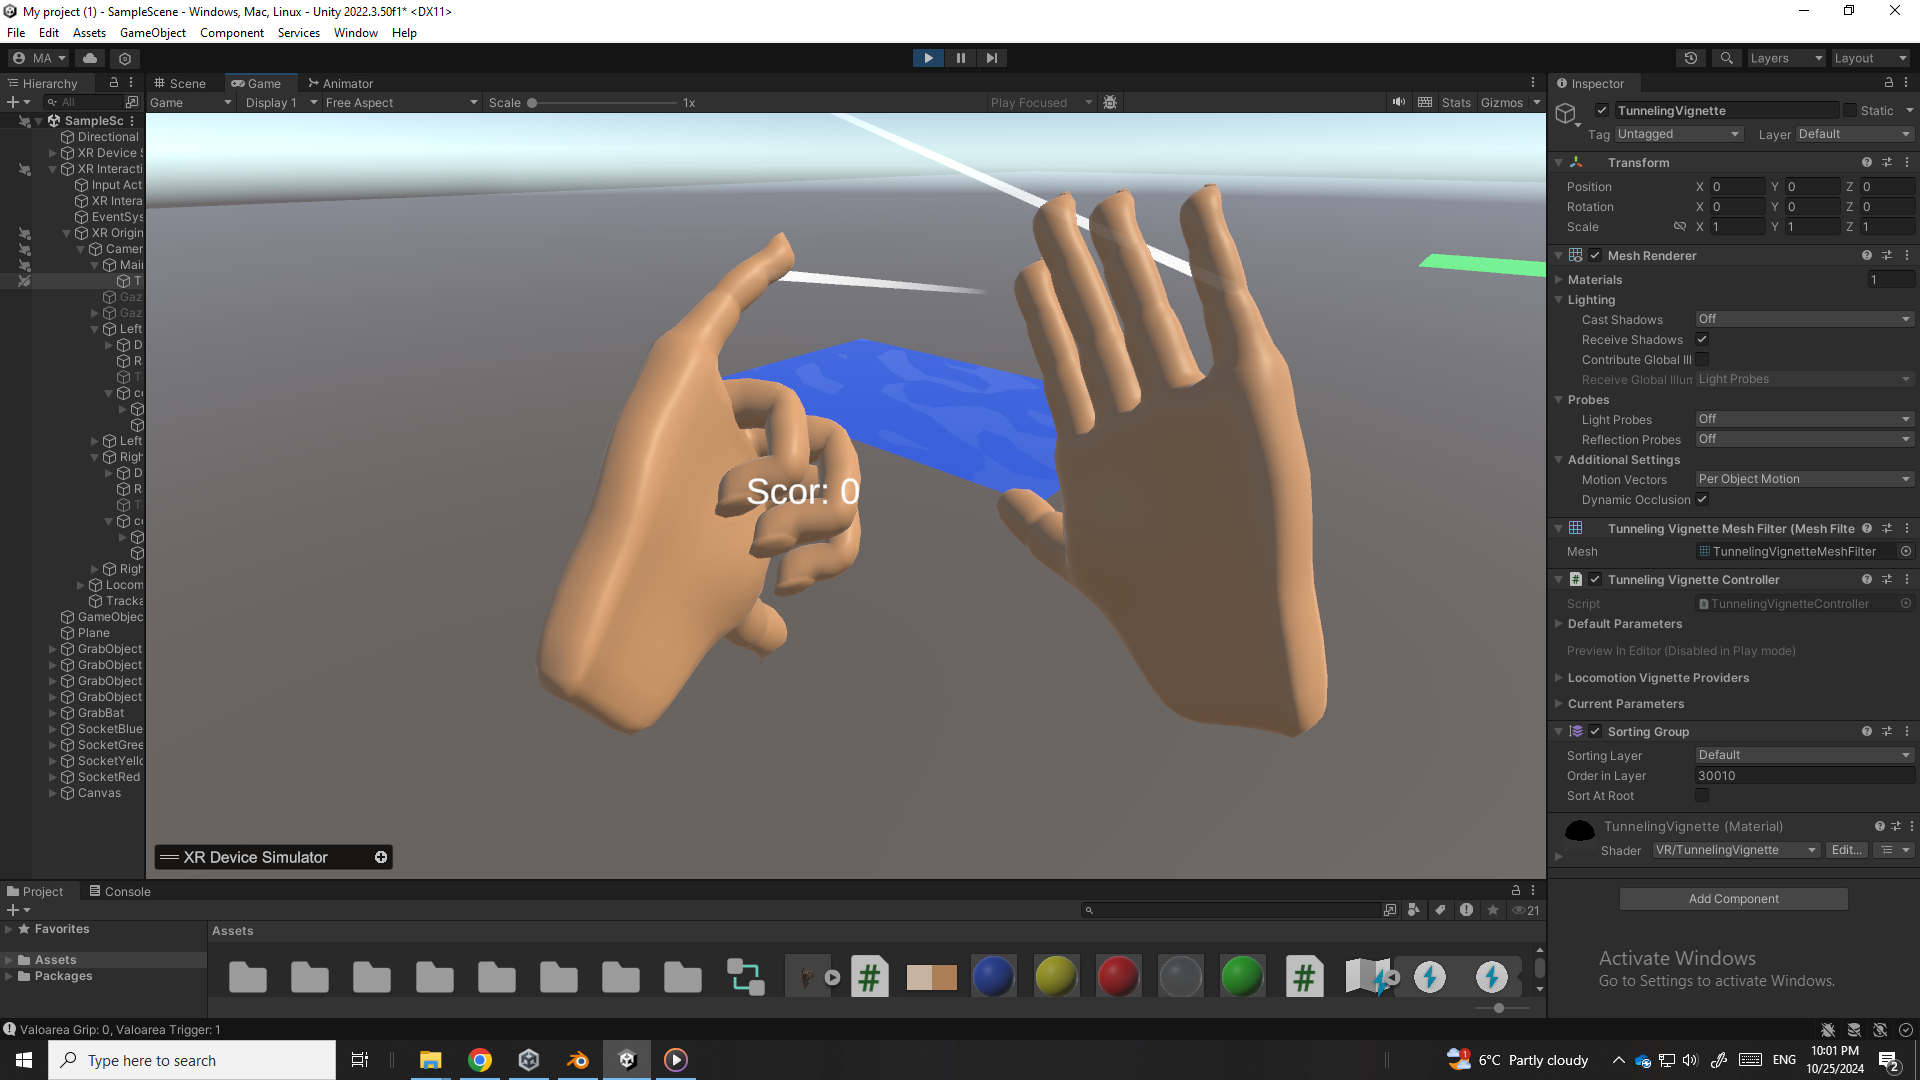 My project (1) - SampleScene - Windows, Mac, Linux - Unity 2022.3.50f1* <DX11>
File Edit Assets GameObject Component Services Window Help
MA Layers Layout
Hierarchy Scene Game Animator Inspector
All Game Display 1 Free Aspect Scale 1x Play Focused Stats Gizmos
SampleSc
Directional
XR Device S
XR Interacti
Input Act
XR Intera
EventSys
XR Origin
Camer
Mai
T
Gaz
Gaz
Left
D
R
T
c
Left
Righ
D
R
T
c
Righ
Locom
Tracka
GameObjec
Plane
GrabObject
GrabObject
GrabObject
GrabObject
GrabBat
SocketBlue
SocketGree
SocketYello
SocketRed
Canvas
Scor: 0
XR Device Simulator
TunnelingVignette Static
Tag Untagged Layer Default
Transform
Position X 0 Y 0 Z 0
Rotation X 0 Y 0 Z 0
Scale X 1 Y 1 Z 1
Mesh Renderer
Materials 1
Lighting
Cast Shadows Off
Receive Shadows
Contribute Global Ill
Receive Global Illum Light Probes
Probes
Light Probes Off
Reflection Probes Off
Additional Settings
Motion Vectors Per Object Motion
Dynamic Occlusion
Tunneling Vignette Mesh Filter (Mesh Filte
Mesh TunnelingVignetteMeshFilter
# Tunneling Vignette Controller
Script TunnelingVignetteController
Default Parameters
Preview In Editor (Disabled in Play mode)
Locomotion Vignette Providers
Current Parameters
Sorting Group
Sorting Layer Default
Order in Layer 30010
Sort At Root
TunnelingVignette (Material)
Shader VR/TunnelingVignette Edit...
Add Component
Project Console
21
Favorites
Assets
Packages
Assets
# #
Activate Windows
Go to Settings to activate Windows.
Valoarea Grip: 0, Valoarea Trigger: 1
Type here to search
1 6°C Partly cloudy ENG
10:01 PM
10/25/2024
2